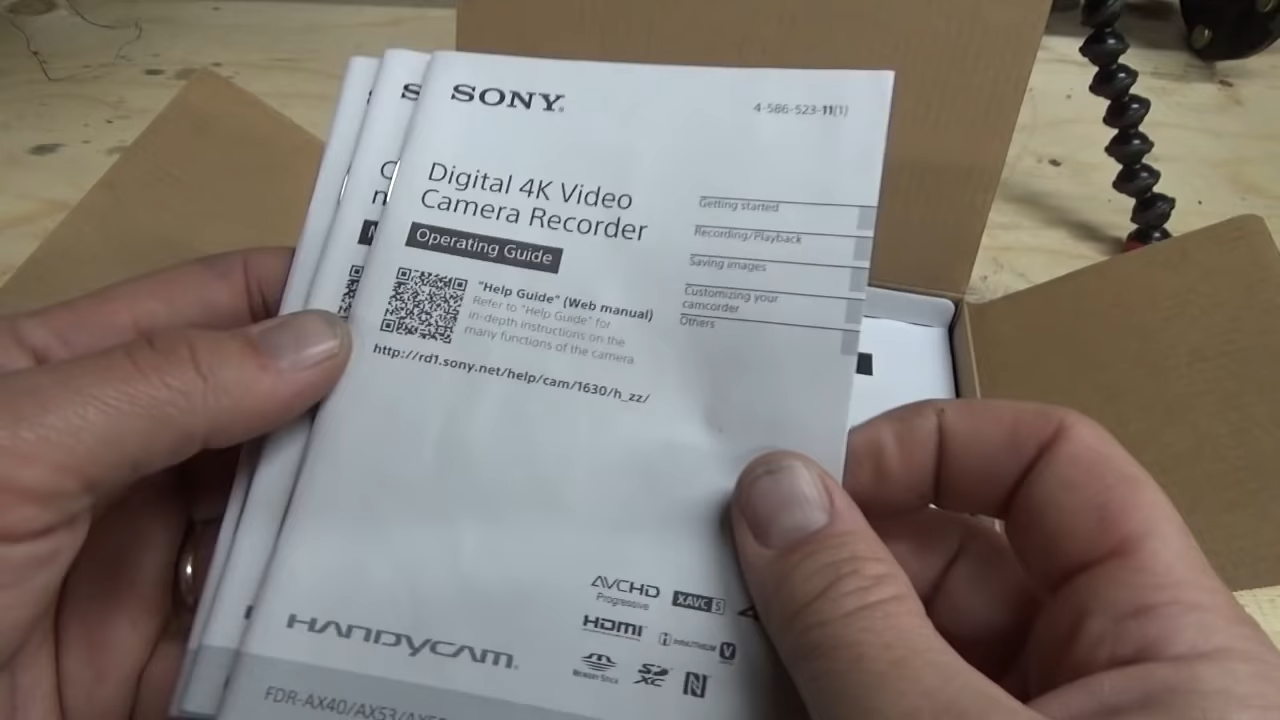 SONY
4-586-523-11(1)
Digital 4K Video
Camera Recorder
Operating Guide
"Help Guide" (Web manual)
Refer to "Help Guide" for
in-depth instructions on the
many functions of the camera
http://rd1.sony.net/help/cam/1630/h_zz/
Getting started
Recording/Playback
Saving images
Customizing your
camcorder
Others
AVCHD
Progressive
XAVC S
HDMI
InfoLITHIUM V
MEMORY STICK
SD XC
HANDYCAM
FDR-AX40/AX53/